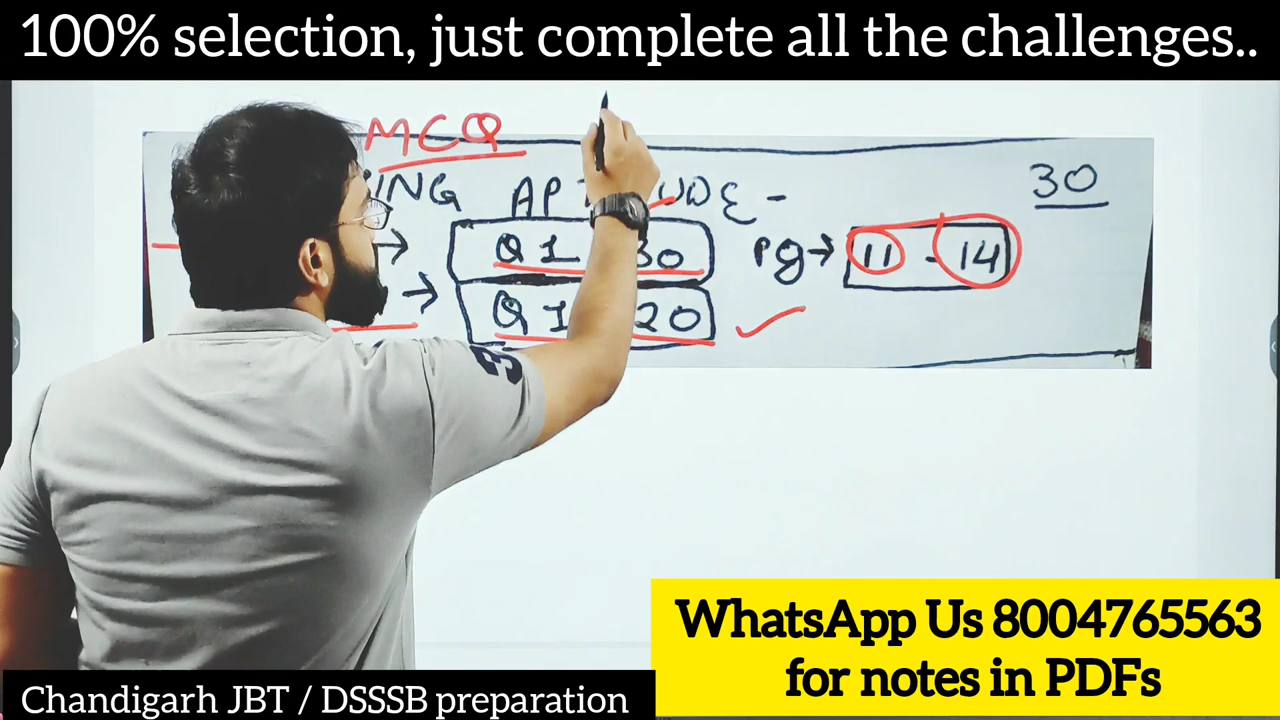 100% selection, just complete all the challenges..
MCQ
30
ING APT UDE -
→ Q 1 30 Pg → 11 - 14
→ Q 1 20 ✓
WhatsApp Us 8004765563
for notes in PDFs
Chandigarh JBT / DSSSB preparation